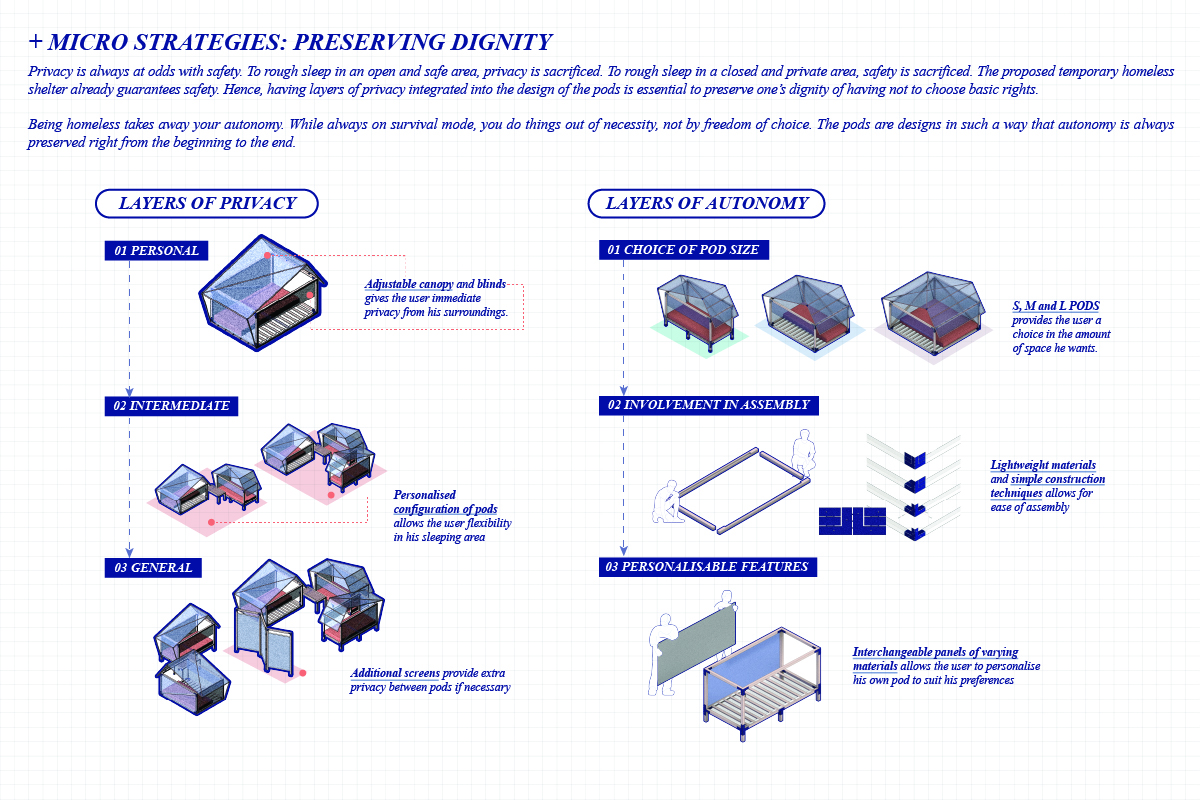 + MICRO STRATEGIES: PRESERVING DIGNITY
Privacy is always at odds with safety. To rough sleep in an open and safe area, privacy is sacrificed. To rough sleep in a closed and private area, safety is sacrificed. The proposed temporary homeless
shelter already guarantees safety. Hence, having layers of privacy integrated into the design of the pods is essential to preserve one's dignity of having not to choose basic rights.
Being homeless takes away your autonomy. While always on survival mode, you do things out of necessity, not by freedom of choice. The pods are designs in such a way that autonomy is always
preserved right from the beginning to the end.
LAYERS OF PRIVACY
01 PERSONAL
Adjustable canopy and blinds
gives the user immediate
privacy from his surroundings.
02 INTERMEDIATE
Personalised
configuration of pods
allows the user flexibility
in his sleeping area
03 GENERAL
Additional screens provide extra
privacy between pods if necessary
LAYERS OF AUTONOMY
01 CHOICE OF POD SIZE
S, M and L PODS
provides the user a
choice in the amount
of space he wants.
02 INVOLVEMENT IN ASSEMBLY
Lightweight materials
and simple construction
techniques allows for
ease of assembly
03 PERSONALISABLE FEATURES
Interchangeable panels of varying
materials allows the user to personalise
his own pod to suit his preferences